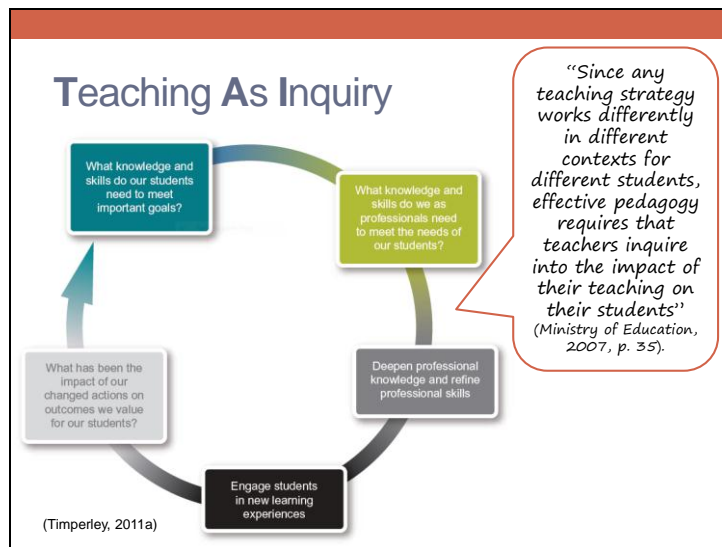 Teaching As Inquiry
"Since any
teaching strategy
works differently
in different
contexts for
different students,
effective pedagogy
requires that
teachers inquire
into the impact of
their teaching on
their students"
(Ministry of Education,
2007, p. 35).
What knowledge and
skills do our students
need to meet
important goals?
What knowledge and
skills do we as
professionals need
to meet the needs of
our students?
Deepen professional
knowledge and refine
professional skills
Engage students
in new learning
experiences
What has been the
impact of our
changed actions on
outcomes we value
for our students?
(Timperley, 2011a)